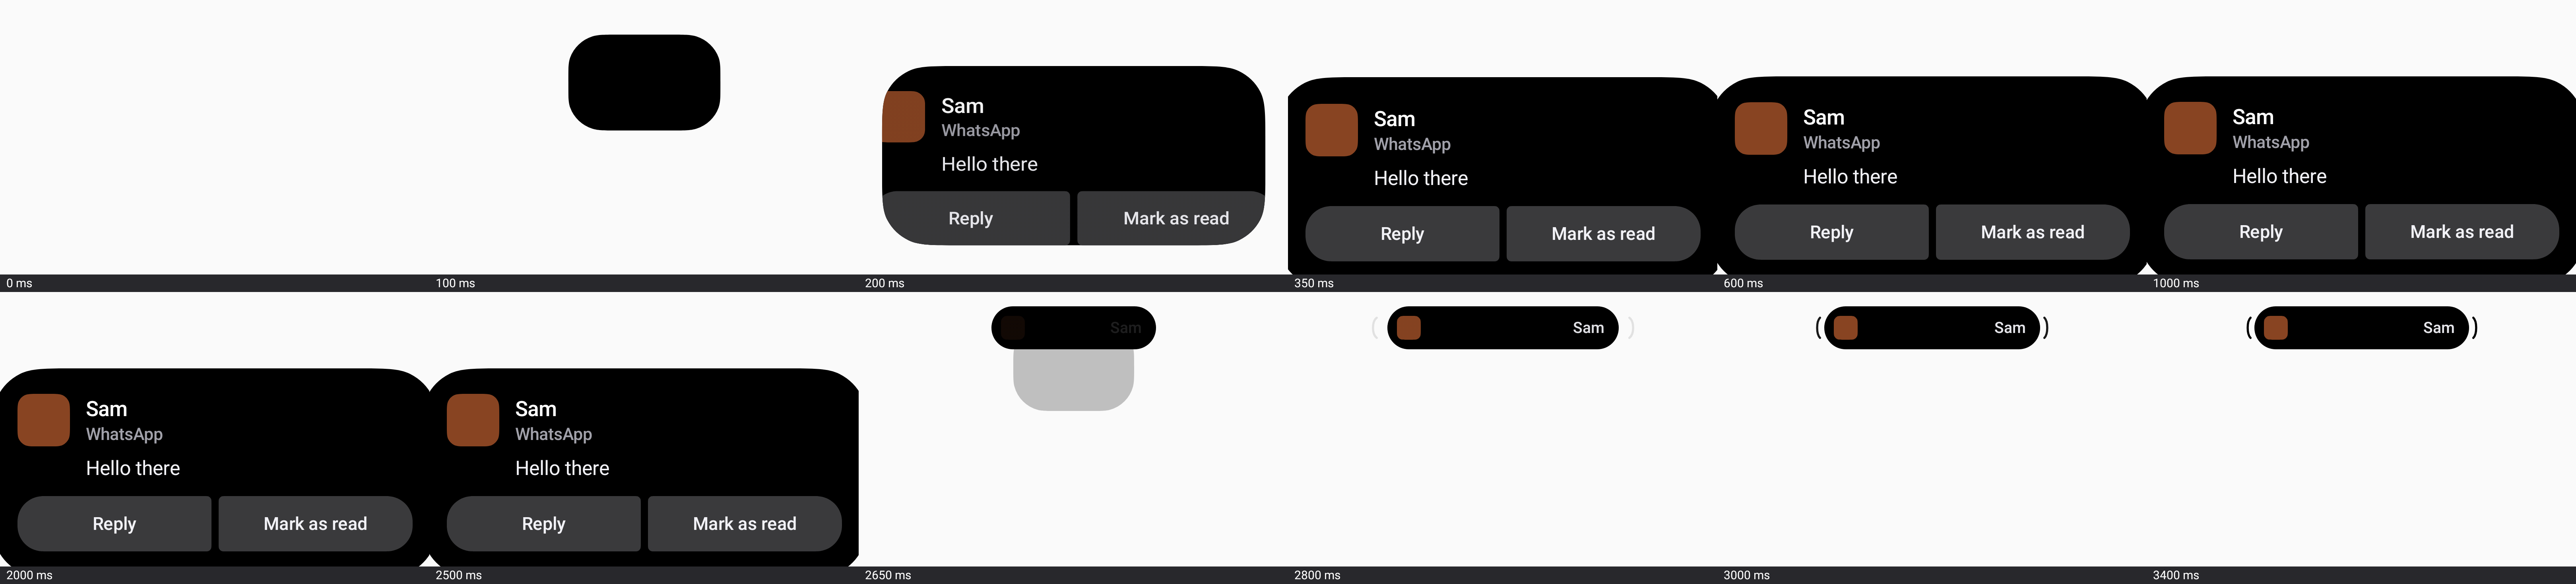 Sam
WhatsApp
Hello there
Reply
Mark as read
Sam
WhatsApp
Hello there
Reply
Mark as read
Sam
WhatsApp
Hello there
Reply
Mark as read
Sam
WhatsApp
Hello there
Reply
Mark as read
0 ms
100 ms
200 ms
350 ms
600 ms
1000 ms
Sam
WhatsApp
Hello there
Reply
Mark as read
Sam
WhatsApp
Hello there
Reply
Mark as read
Sam
Sam
Sam
Sam
2000 ms
2500 ms
2650 ms
2800 ms
3000 ms
3400 ms